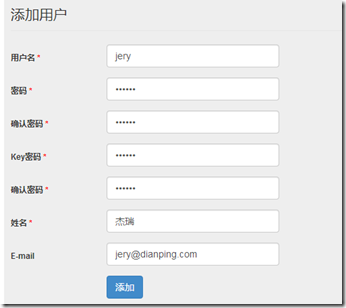 添加用户
用户名 * jery
密码 * ••••••
确认密码 * ••••••
Key密码 * ••••••
确认密码 * ••••••
姓名 * 杰瑞
E-mail jery@dianping.com
添加